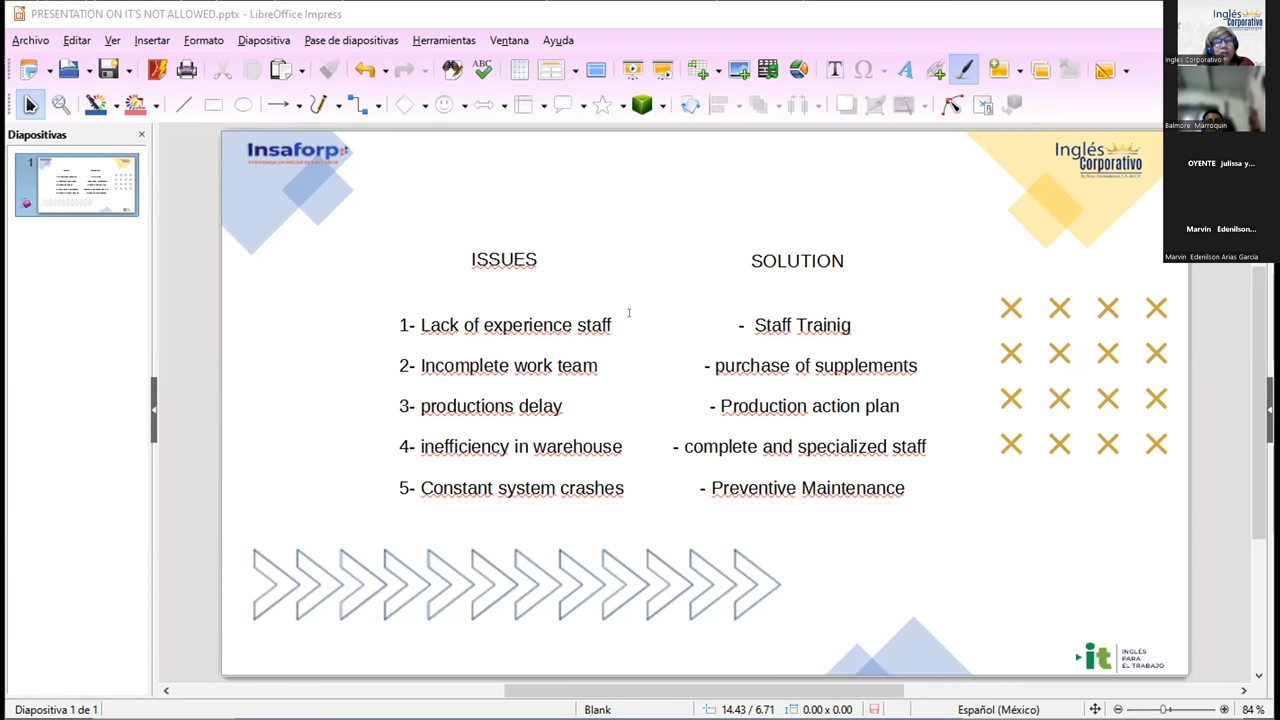 PRESENTATION ON IT'S NOT ALLOWED.pptx - LibreOffice Impress
Archivo Editar Ver Insertar Formato Diapositiva Pase de diapositivas Herramientas Ventana Ayuda
Diapositivas
1
Insaforp
Inglés
Corporativo
ISSUES SOLUTION
1- Lack of experience staff - Staff Trainig
2- Incomplete work team - purchase of supplements
3- productions delay - Production action plan
4- inefficiency in warehouse - complete and specialized staff
5- Constant system crashes - Preventive Maintenance
it
INGLÉS
PARA
EL TRABAJO
Inglés
Corporativo
Ingles Corporativo
Balmore Marroquin
OYENTE julissa y...
Marvin Edenilson...
Marvin Edenilson Arias García
Diapositiva 1 de 1 Blank 14.43 / 6.71 0.00 x 0.00 Español (México) 84 %